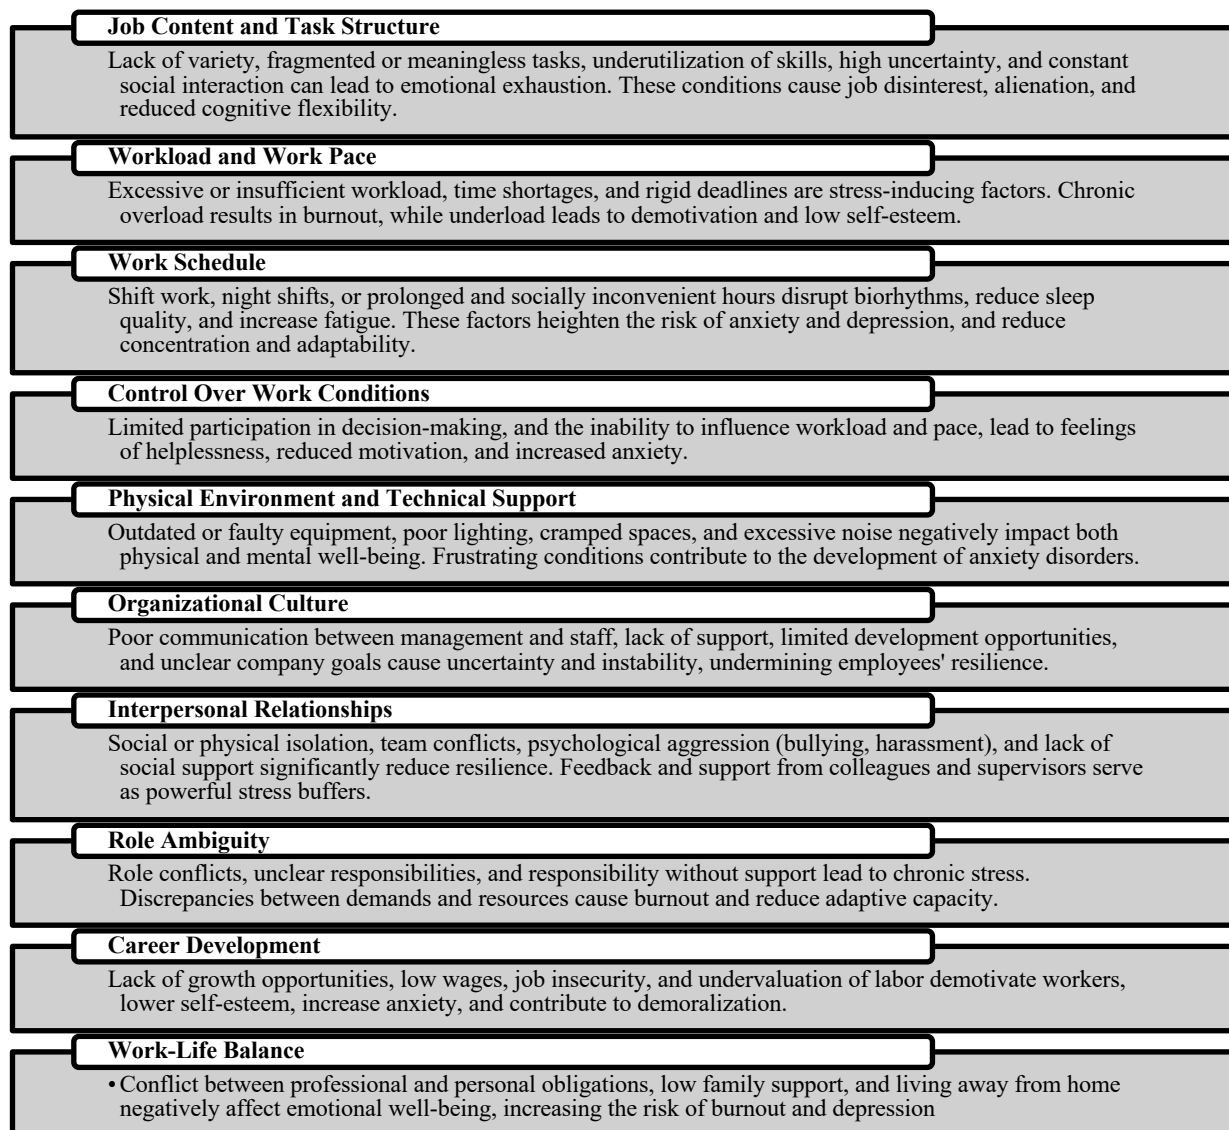 Job Content and Task Structure
Lack of variety, fragmented or meaningless tasks, underutilization of skills, high uncertainty, and constant
social interaction can lead to emotional exhaustion. These conditions cause job disinterest, alienation, and
reduced cognitive flexibility.
Workload and Work Pace
Excessive or insufficient workload, time shortages, and rigid deadlines are stress-inducing factors. Chronic
overload results in burnout, while underload leads to demotivation and low self-esteem.
Work Schedule
Shift work, night shifts, or prolonged and socially inconvenient hours disrupt biorhythms, reduce sleep
quality, and increase fatigue. These factors heighten the risk of anxiety and depression, and reduce
concentration and adaptability.
Control Over Work Conditions
Limited participation in decision-making, and the inability to influence workload and pace, lead to feelings
of helplessness, reduced motivation, and increased anxiety.
Physical Environment and Technical Support
Outdated or faulty equipment, poor lighting, cramped spaces, and excessive noise negatively impact both
physical and mental well-being. Frustrating conditions contribute to the development of anxiety disorders.
Organizational Culture
Poor communication between management and staff, lack of support, limited development opportunities,
and unclear company goals cause uncertainty and instability, undermining employees' resilience.
Interpersonal Relationships
Social or physical isolation, team conflicts, psychological aggression (bullying, harassment), and lack of
social support significantly reduce resilience. Feedback and support from colleagues and supervisors serve
as powerful stress buffers.
Role Ambiguity
Role conflicts, unclear responsibilities, and responsibility without support lead to chronic stress.
Discrepancies between demands and resources cause burnout and reduce adaptive capacity.
Career Development
Lack of growth opportunities, low wages, job insecurity, and undervaluation of labor demotivate workers,
lower self-esteem, increase anxiety, and contribute to demoralization.
Work-Life Balance
• Conflict between professional and personal obligations, low family support, and living away from home
negatively affect emotional well-being, increasing the risk of burnout and depression